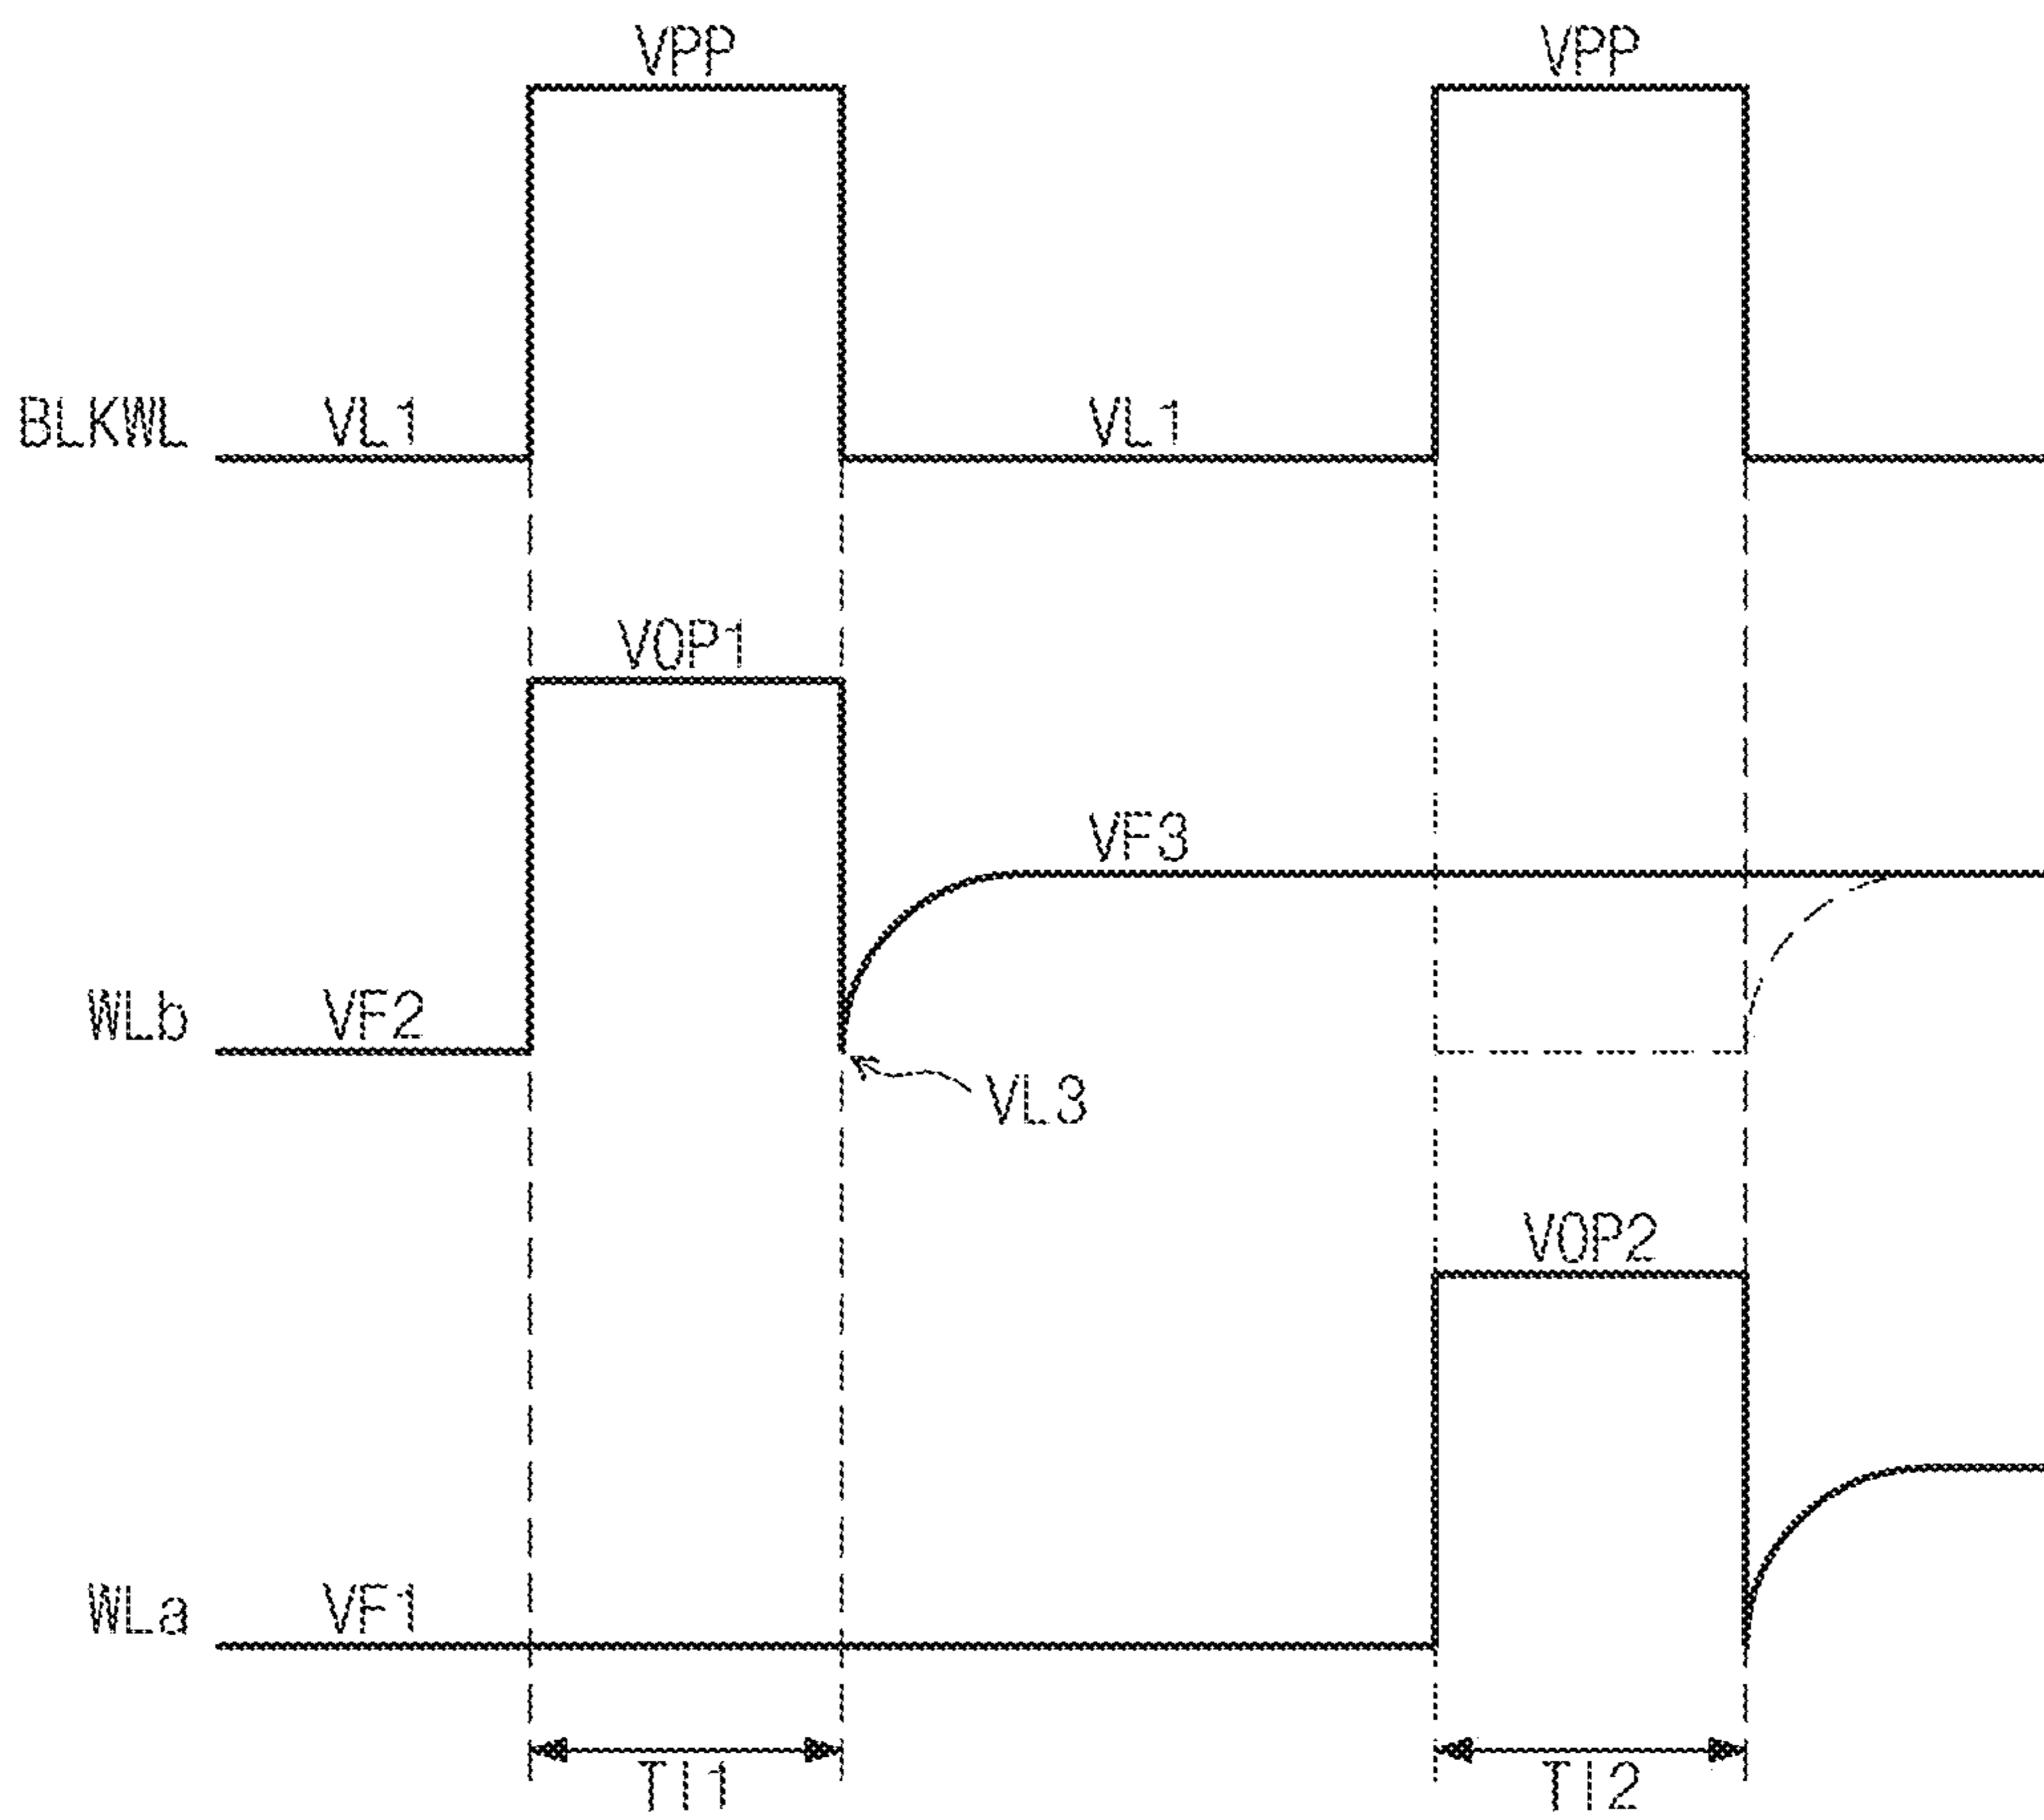 VPP VPP
BLKWL VL1 VL1
VOP1
VF3
WLb VF2
VL3
VOP2
WLa VF1
TI1 TI2